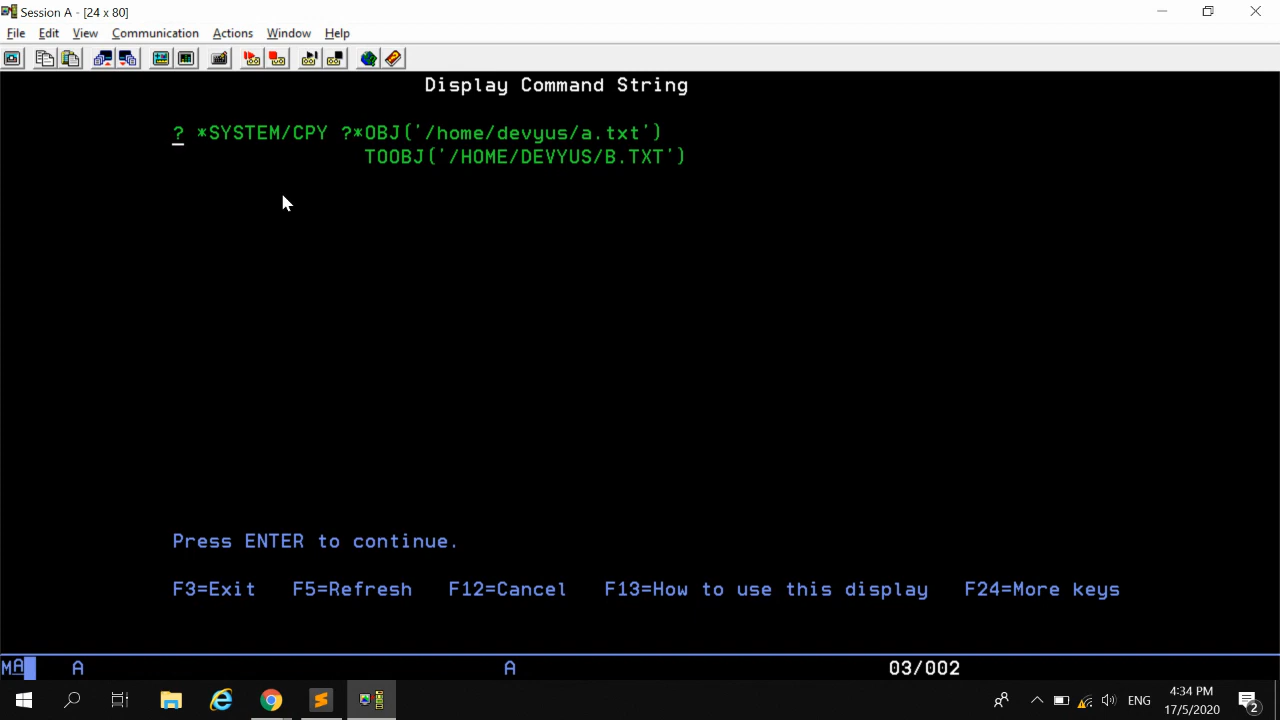 Session A - [24 x 80]
File Edit View Communication Actions Window Help
Display Command String
? *SYSTEM/CPY ?*OBJ('/home/devyus/a.txt')
TOOBJ('/HOME/DEVYUS/B.TXT')
Press ENTER to continue.
F3=Exit F5=Refresh F12=Cancel F13=How to use this display F24=More keys
MA A A 03/002
ENG
4:34 PM
17/5/2020
2